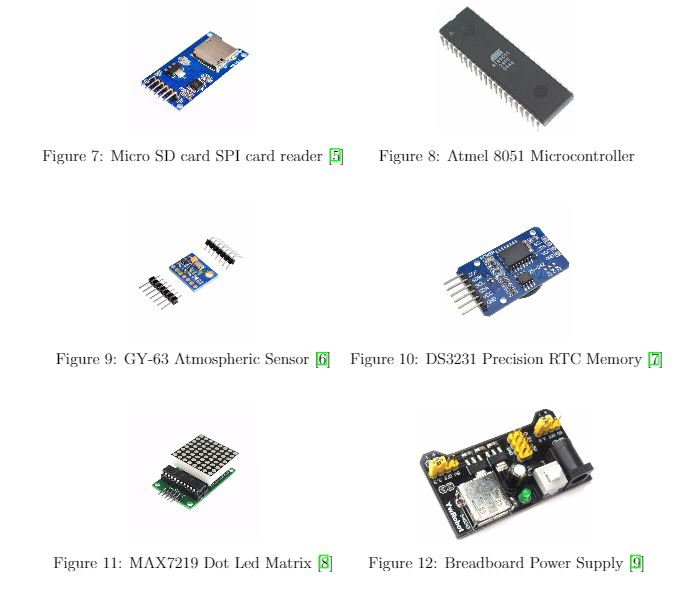 Figure 7: Micro SD card SPI card reader [5]
Figure 8: Atmel 8051 Microcontroller
Figure 9: GY-63 Atmospheric Sensor [6]
Figure 10: DS3231 Precision RTC Memory [7]
Figure 11: MAX7219 Dot Led Matrix [8]
YwRobot
Figure 12: Breadboard Power Supply [9]